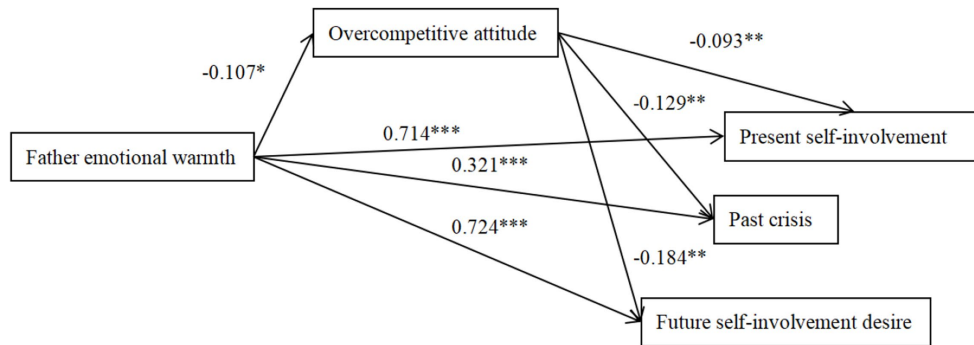 Overcompetitive attitude
-0.093**
-0.107*
-0.129**
0.714***
Present self-involvement
Father emotional warmth
0.321***
Past crisis
0.724***
-0.184**
Future self-involvement desire